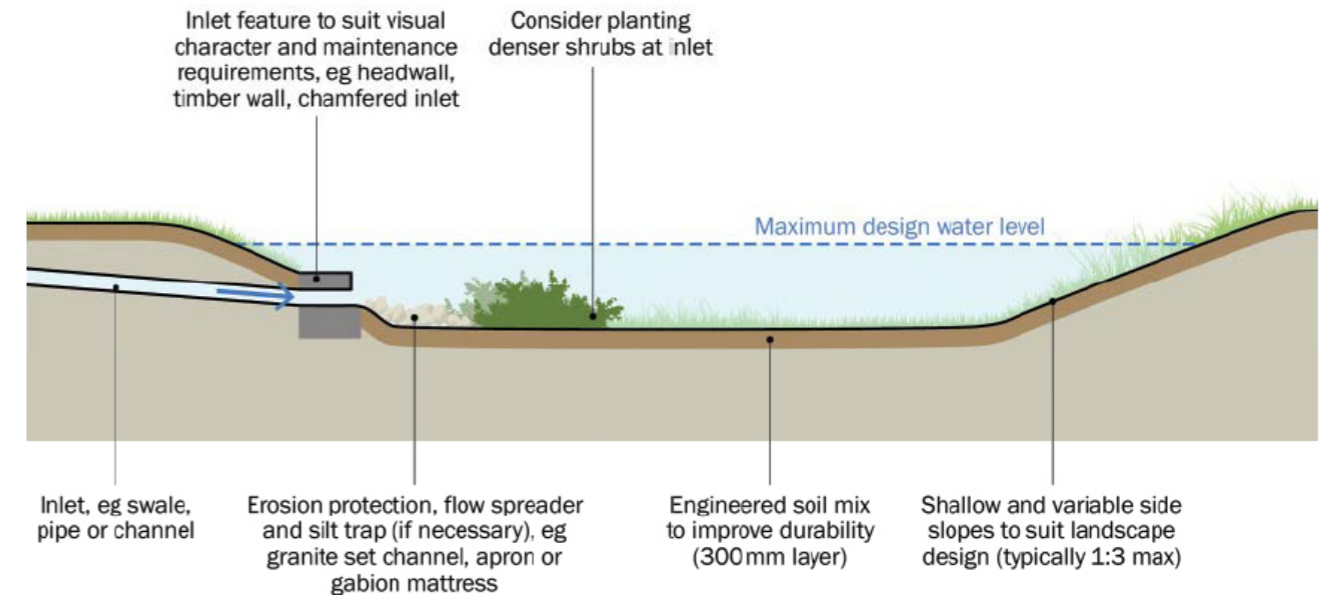 Inlet feature to suit visual
character and maintenance
requirements, eg headwall,
timber wall, chamfered inlet
Consider planting
denser shrubs at inlet
Maximum design water level
Inlet, eg swale,
pipe or channel
Erosion protection, flow spreader
and silt trap (if necessary), eg
granite set channel, apron or
gabion mattress
Engineered soil mix
to improve durability
(300mm layer)
Shallow and variable side
slopes to suit landscape
design (typically 1:3 max)